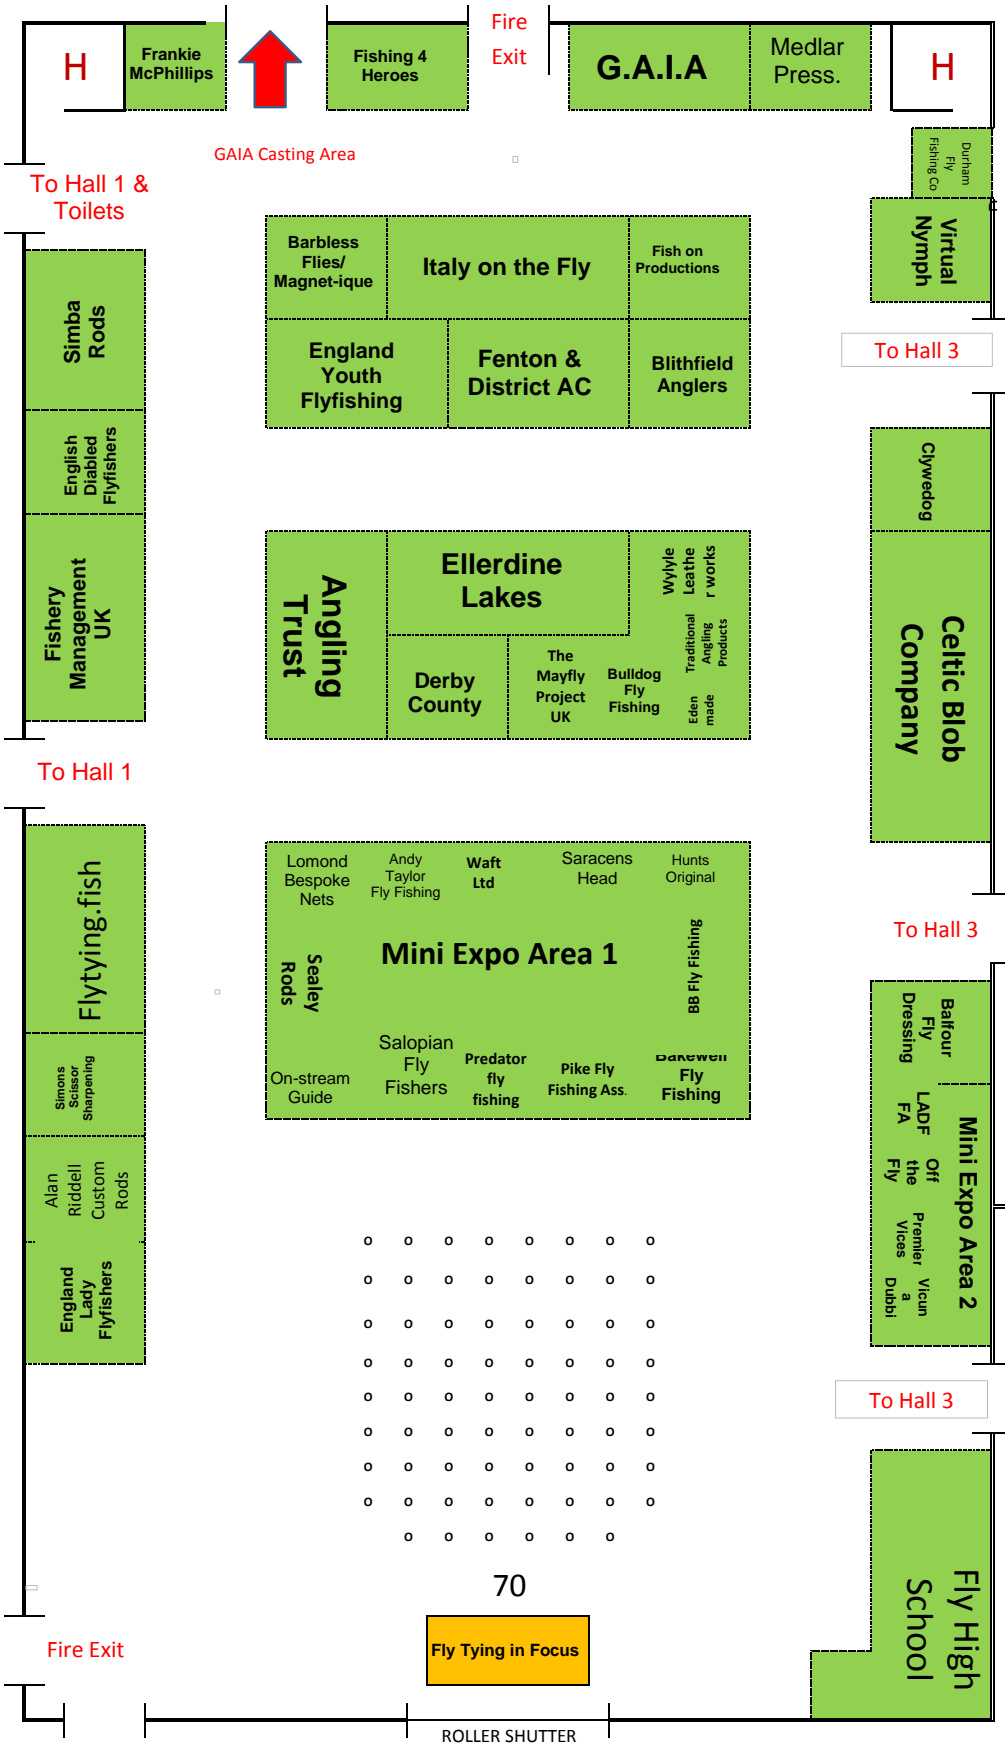 Fire
Exit
H
Frankie
McPhillips
Fishing 4
Heroes
G.A.I.A
Medlar
Press.
H
GAIA Casting Area
Durham
Fly
Fishing Co
To Hall 1 &
Toilets
Virtual
Nymph
Barbless
Flies/
Magnet-ique
Italy on the Fly
Fish on
Productions
Simba
Rods
England
Youth
Flyfishing
Fenton &
District AC
Blithfield
Anglers
To Hall 3
English
Diabled
Flyfishers
Clywedog
Fishery
Management
UK
Angling
Trust
Ellerdine
Lakes
Wylyle
Leathe
r works
Traditional
Angling
Products
Eden
made
Derby
County
The
Mayfly
Project
UK
Bulldog
Fly
Fishing
Celtic Blob
Company
To Hall 1
Flytying.fish
Lomond
Bespoke
Nets
Andy
Taylor
Fly Fishing
Waft
Ltd
Saracens
Head
Hunts
Original
Mini Expo Area 1
Sealey
Rods
BB Fly Fishing
To Hall 3
On-stream
Guide
Salopian
Fly
Fishers
Predator
fly
fishing
Pike Fly
Fishing Ass.
Bakewell
Fly
Fishing
Simons
Scissor
Sharpening
Balfour
Fly
Dressing
Alan
Riddell
Custom
Rods
LADF
FA
Off
the
Fly
Premier
Vices
Vicun
a
Dubbi
Mini Expo Area 2
England
Lady
Flyfishers
o o o o o o o o
o o o o o o o o
o o o o o o o o
o o o o o o o o
o o o o o o o o
o o o o o o o o
o o o o o o o o
o o o o o o o o
o o o o o o
To Hall 3
70
Fly High
School
Fire Exit
Fly Tying in Focus
ROLLER SHUTTER